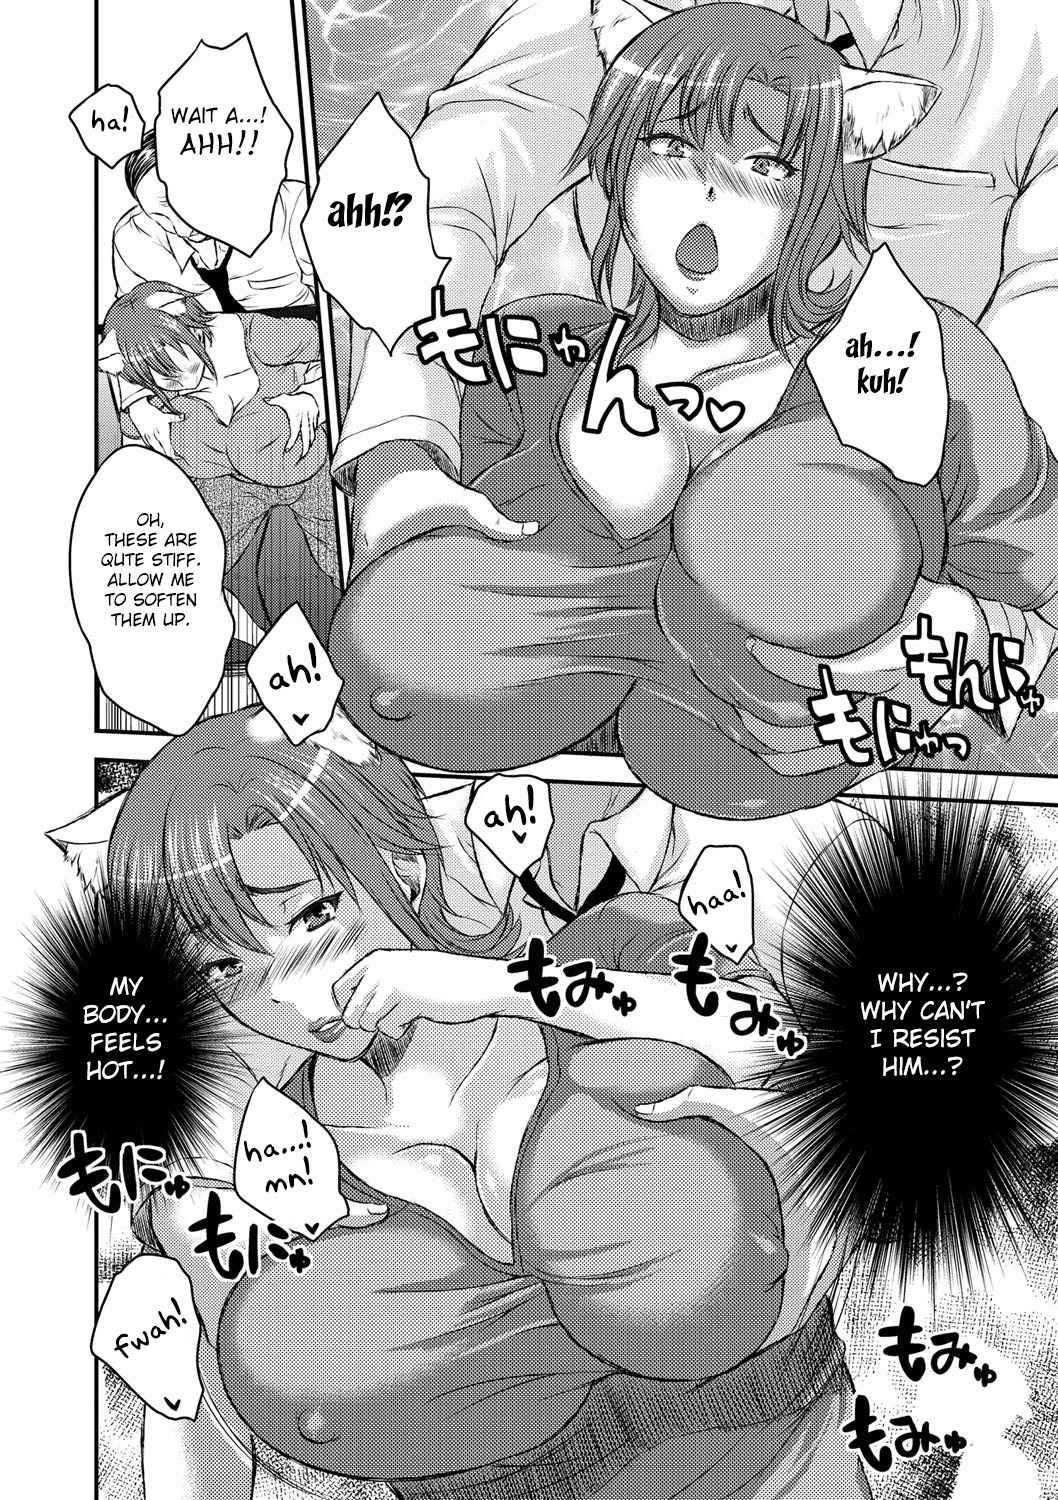 ahh!?
ah...!
kuh!
もにゅ
んっ♡
もんにゅ
もにゅっ
WAIT A...!
AHH!!
ha!
OH,
THESE ARE
QUTE STIFF.
ALLOW ME
TO SOFTEN
THEM UP.
ah!
♥
ah!
♥
haa!
♥
WHY...?
WHY CAN'T
I RESIST
HIM...?
もみゅ
もみゅ
MY
BODY...
FEELS
HOT...!
ha...!
mn!
♥
もにゅ
もにゅ
fwah!
♥
もみゅ
もみゅ